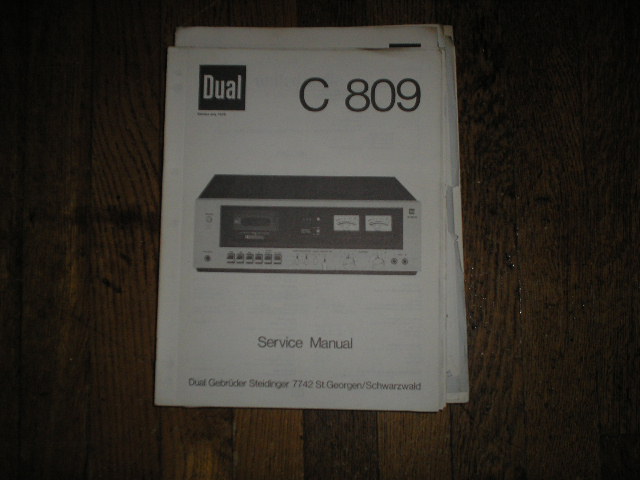 Dual
C 809
Service Manual
Dual Gebrüder Steidinger 7742 St.Georgen/Schwarzwald